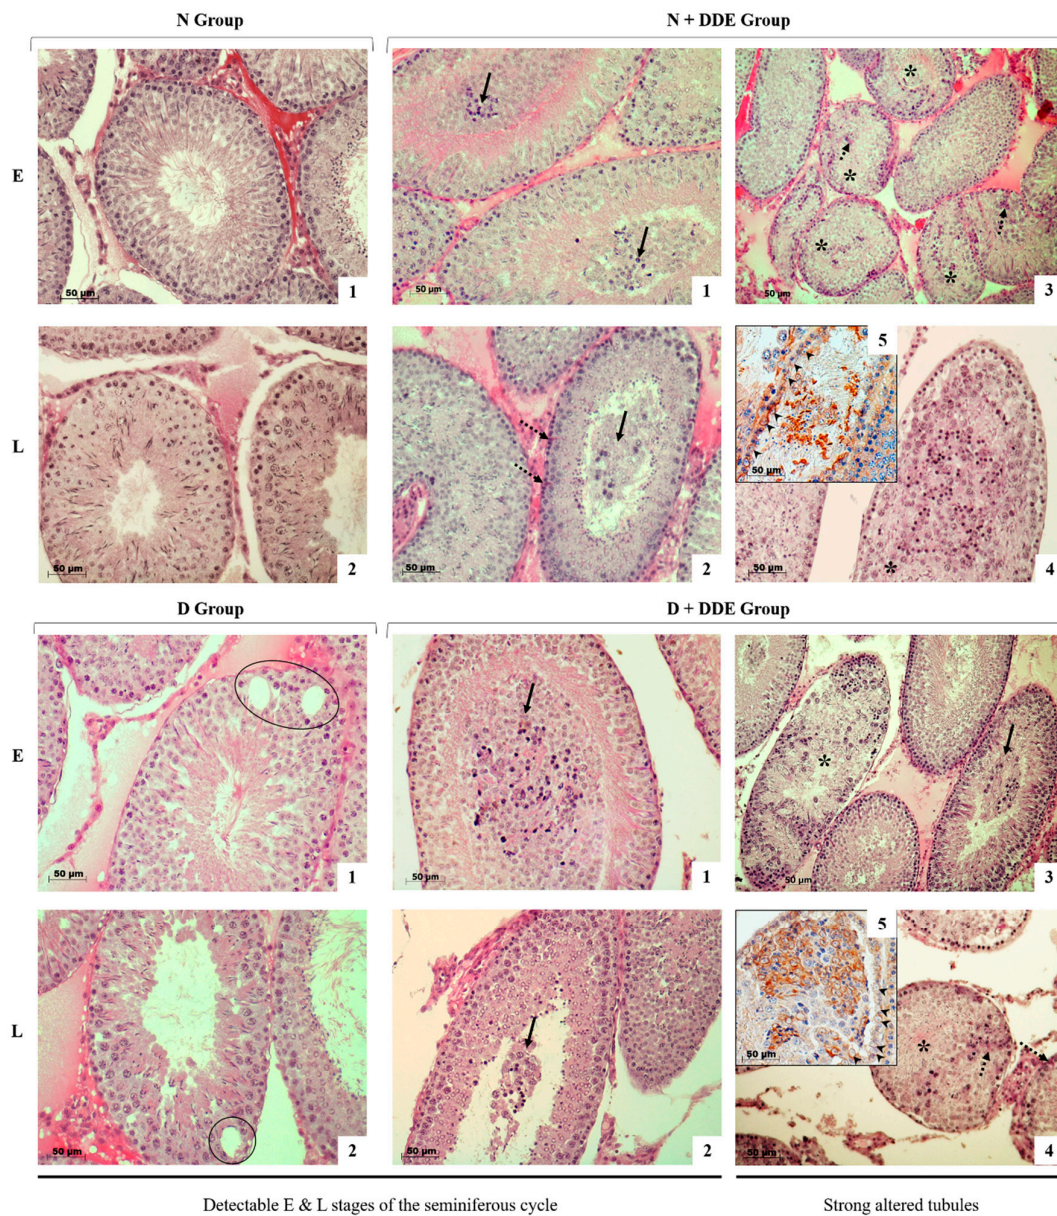 N Group
N + DDE Group
E
50 µm
1
50 µm
1
50 µm
3
L
50 µm
2
50 µm
2
5
50 µm
50 µm
4
D Group
D + DDE Group
E
50 µm
1
50 µm
1
50 µm
3
L
50 µm
2
50 µm
2
5
50 µm
50 µm
4
Detectable E & L stages of the seminiferous cycle
Strong altered tubules